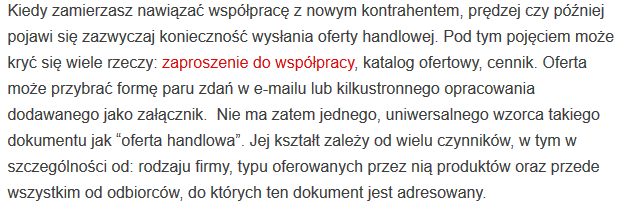 Kiedy zamierzasz nawiązać współpracę z nowym kontrahentem, prędzej czy później
pojawi się zazwyczaj konieczność wysłania oferty handlowej. Pod tym pojęciem może
kryć się wiele rzeczy: zaproszenie do współpracy, katalog ofertowy, cennik. Oferta
może przybrać formę paru zdań w e-mailu lub kilkustronnego opracowania
dodawanego jako załącznik.  Nie ma zatem jednego, uniwersalnego wzorca takiego
dokumentu jak “oferta handlowa”. Jej kształt zależy od wielu czynników, w tym w
szczególności od: rodzaju firmy, typu oferowanych przez nią produktów oraz przede
wszystkim od odbiorców, do których ten dokument jest adresowany.